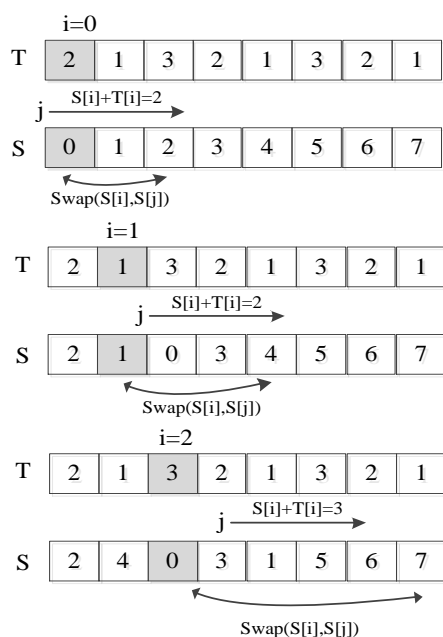 i=0
T 2 1 3 2 1 3 2 1
j S[i]+T[i]=2
S 0 1 2 3 4 5 6 7
Swap(S[i],S[j])
i=1
T 2 1 3 2 1 3 2 1
j S[i]+T[i]=2
S 2 1 0 3 4 5 6 7
Swap(S[i],S[j])
i=2
T 2 1 3 2 1 3 2 1
j S[i]+T[i]=3
S 2 4 0 3 1 5 6 7
Swap(S[i],S[j])